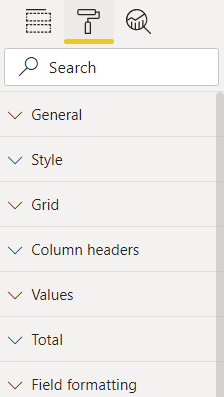 Search
General
Style
Grid
Column headers
Values
Total
Field formatting